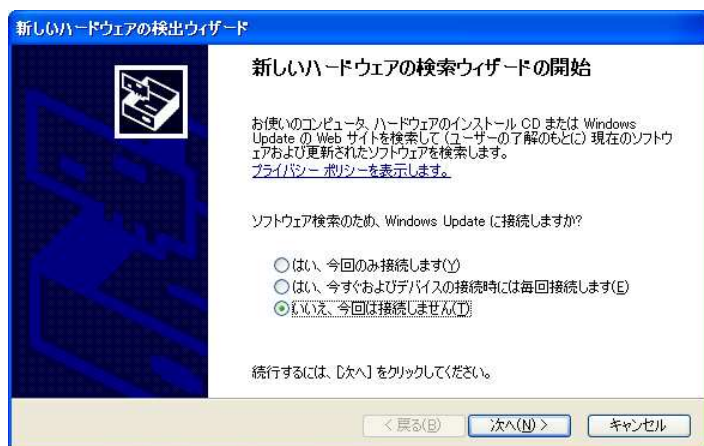 新しいハードウェアの検出ウィザード
新しいハードウェアの検索ウィザードの開始
お使いのコンピュータ、ハードウェアのインストール CD または Windows
Update の Web サイトを検索して (ユーザーの了解のもとに) 現在のソフトウ
ェアおよび更新されたソフトウェアを検索します。
プライバシー ポリシーを表示します。
ソフトウェア検索のため、Windows Update に接続しますか?
はい、今回のみ接続します(Y)
はい、今すぐおよびデバイスの接続時には毎回接続します(E)
いいえ、今回は接続しません(T)
続行するには、[次へ] をクリックしてください。
< 戻る(B)
次へ(N) >
キャンセル